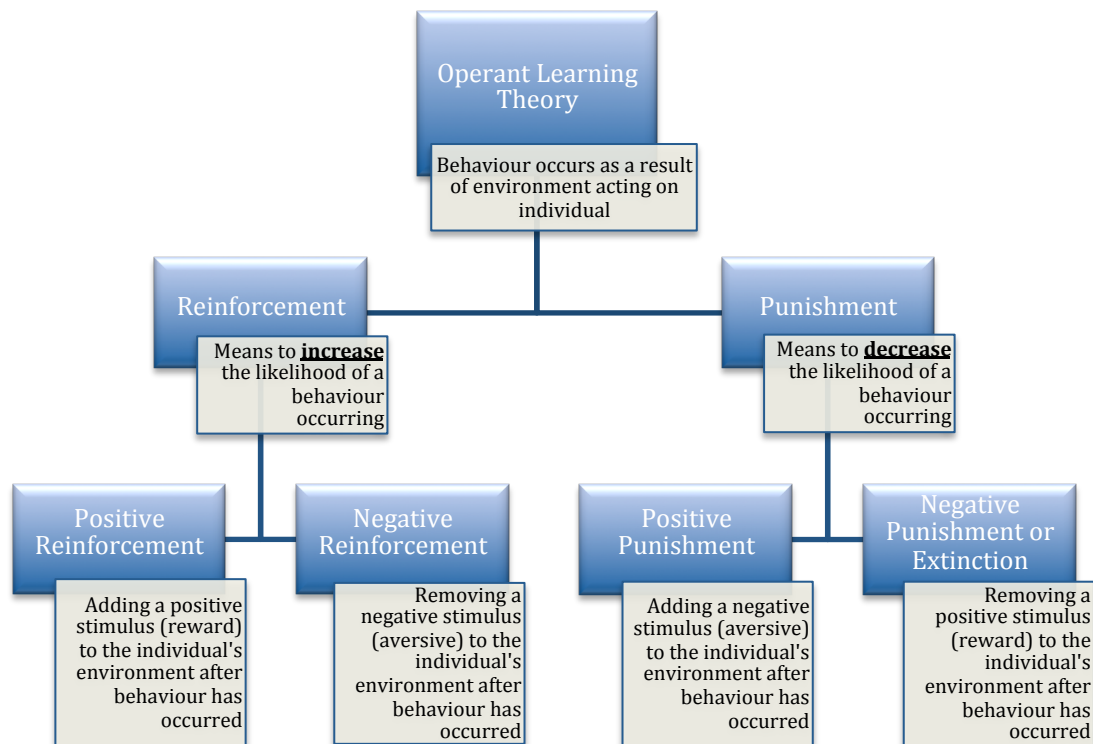 Operant Learning
Theory
Behaviour occurs as a result
of environment acting on
individual
Reinforcement
Means to increase
the likelihood of a
behaviour
occurring
Punishment
Means to decrease
the likelihood of a
behaviour
occurring
Positive
Reinforcement
Adding a positive
stimulus (reward)
to the individual's
environment after
behaviour has
occurred
Negative
Reinforcement
Removing a
negative stimulus
(aversive) to the
individual's
environment after
behaviour has
occurred
Positive
Punishment
Adding a negative
stimulus (aversive)
to the individual's
environment after
behaviour has
occurred
Negative
Punishment or
Extinction
Removing a
positive stimulus
(reward) to the
individual's
environment after
behaviour has
occurred